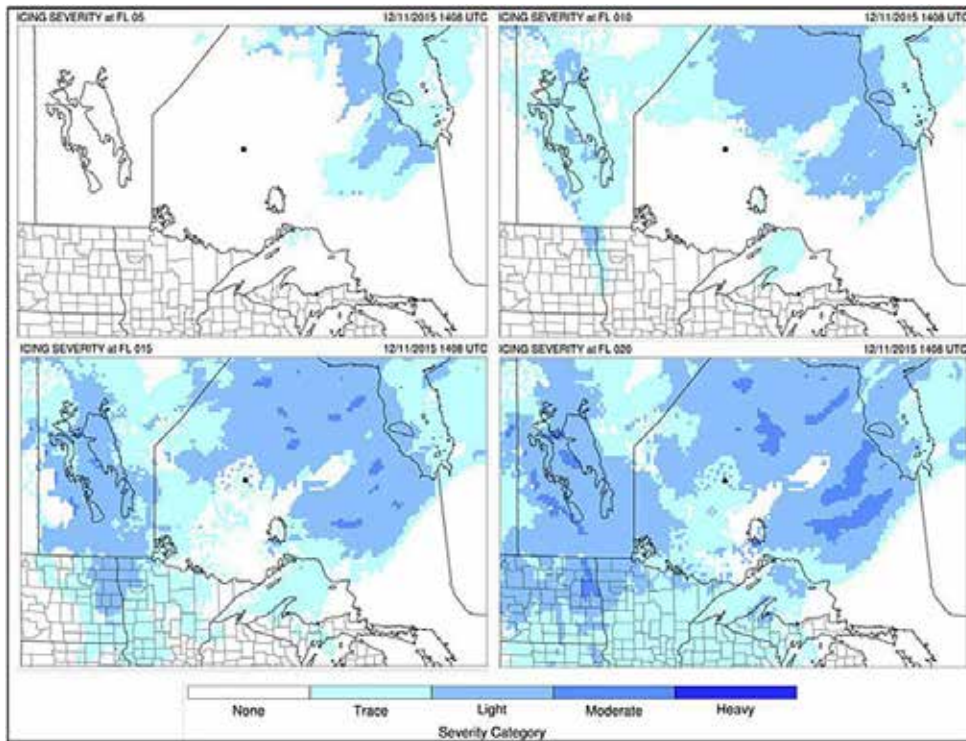 ICING SEVERITY at FL 05 12/11/2015 1408 UTC
ICING SEVERITY at FL 010 12/11/2015 1408 UTC
ICING SEVERITY at FL 015 12/11/2015 1408 UTC
ICING SEVERITY at FL 020 12/11/2015 1408 UTC
None Trace Light Moderate Heavy
Severity Category